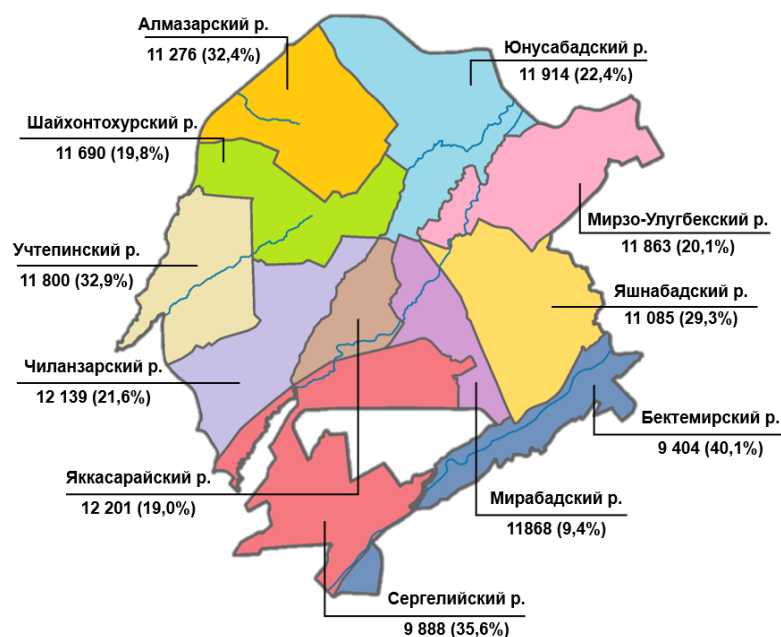 Алмазарский р.
11 276 (32,4%)
Юнусабадский р.
11 914 (22,4%)
Шайхонтохурский р.
11 690 (19,8%)
Мирзо-Улугбекский р.
11 863 (20,1%)
Учтепинский р.
11 800 (32,9%)
Яшнабадский р.
11 085 (29,3%)
Чиланзарский р.
12 139 (21,6%)
Бектемирский р.
9 404 (40,1%)
Яккасарайский р.
12 201 (19,0%)
Мирабадский р.
11868 (9,4%)
Сергелийский р.
9 888 (35,6%)